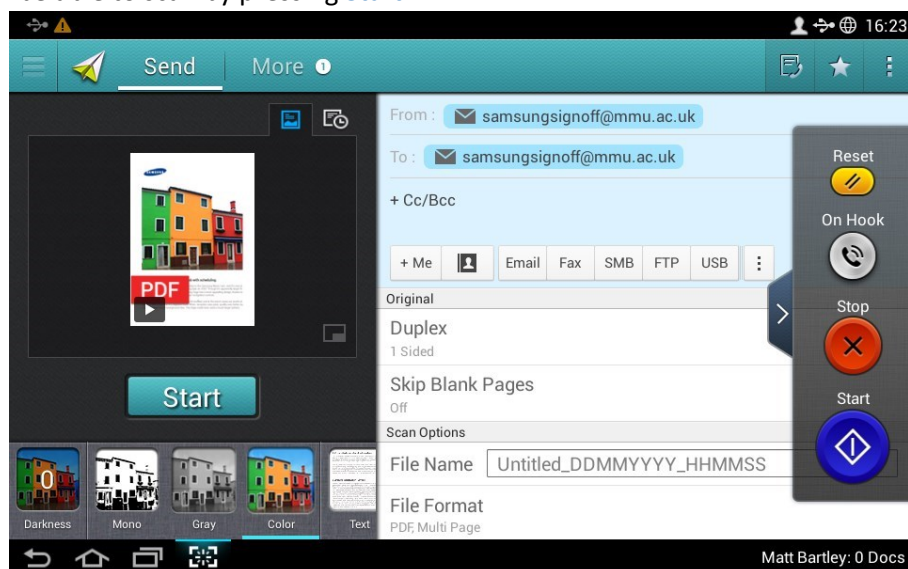 16:23
Send More 1
From : samsungsignoff@mmu.ac.uk
To : samsungsignoff@mmu.ac.uk
+ Cc/Bcc
+ Me Email Fax SMB FTP USB
Original
Duplex
1 Sided
Skip Blank Pages
Off
Scan Options
File Name Untitled_DDMMYYYY_HHMMSS
File Format
PDF, Multi Page
PDF
Start
0
Darkness Mono Gray Color Text
Reset
On Hook
Stop
Start
Matt Bartley: 0 Docs